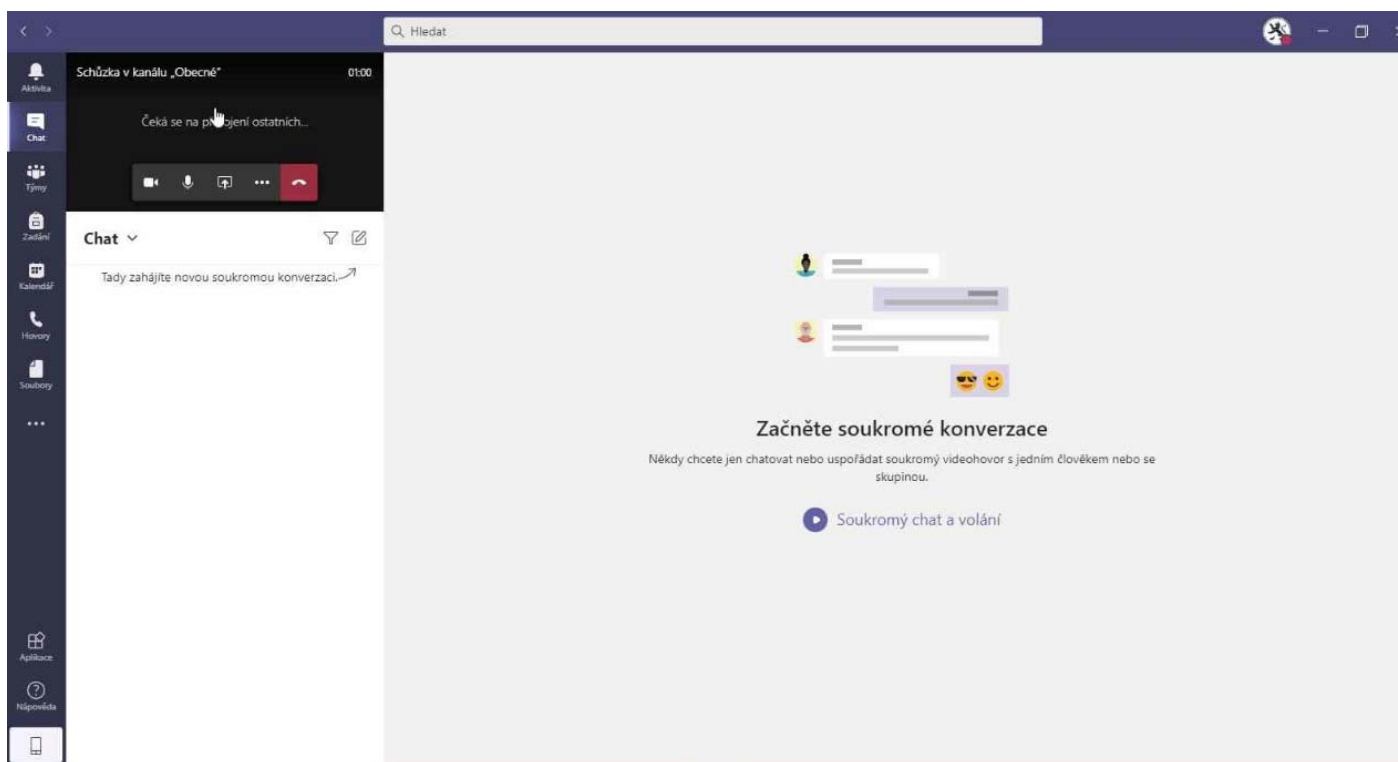 Hledat
Aktivita
Chat
Týmy
Zadání
Kalendář
Hovory
Soubory
Aplikace
Nápověda
Schůzka v kanálu „Obecné“ 01:00
Čeká se na připojení ostatních...
Chat
Tady zahájíte novou soukromou konverzaci.
Začněte soukromé konverzace
Někdy chcete jen chatovat nebo uspořádat soukromý videohovor s jedním člověkem nebo se
skupinou.
Soukromý chat a volání